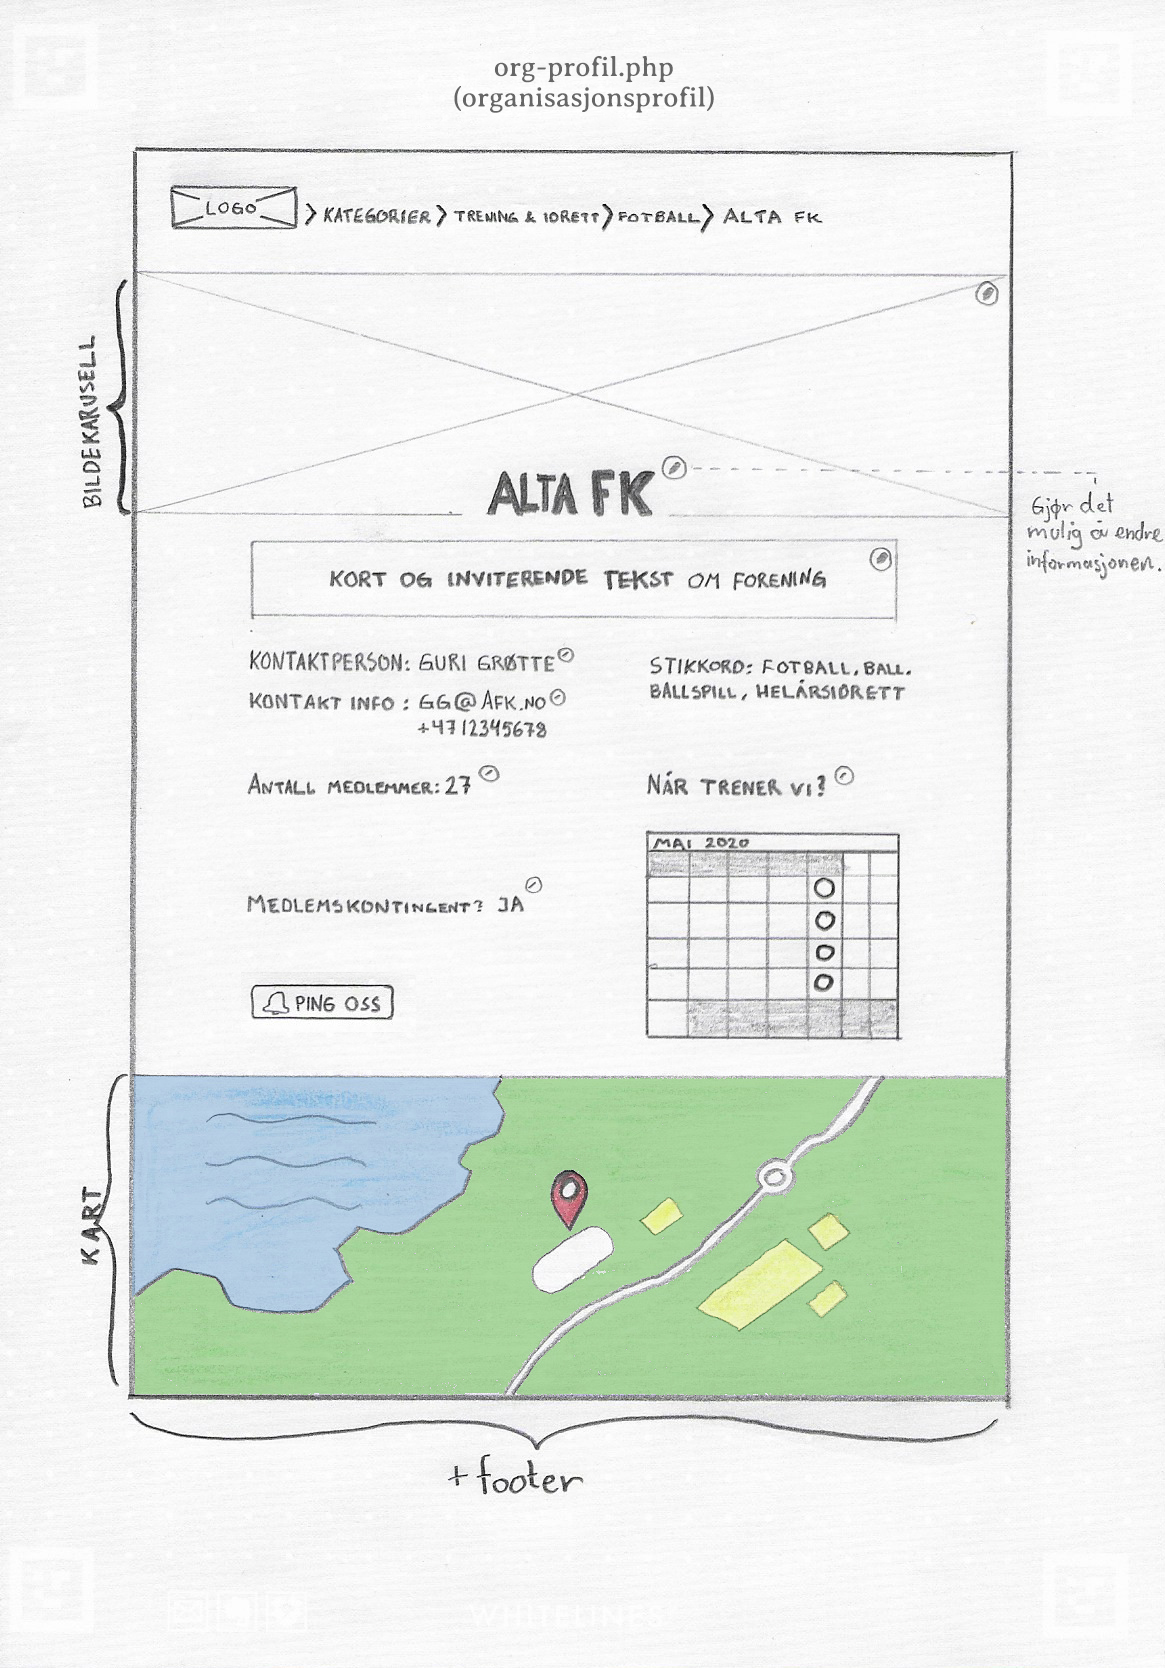 org-profil.php
(organisasjonsprofil)
LOGO
> KATEGORIER > TRENING & IDRETT > FOTBALL > ALTA FK
BILDEKARUSELL
ALTA FK
Gjør det
mulig å endre
informasjonen.
KORT OG INVITERENDE TEKST OM FORENING
KONTAKTPERSON: GURI GRØTTE
KONTAKT INFO : GG@AFK.NO
+4712345678
STIKKORD: FOTBALL, BALL.
BALLSPILL, HELÅRSIDRETT
ANTALL MEDLEMMER: 27
NÅR TRENER VI?
MAI 2020
MEDLEMSKONTINGENT? JA
PING OSS
KART
+ footer
WHITELINES